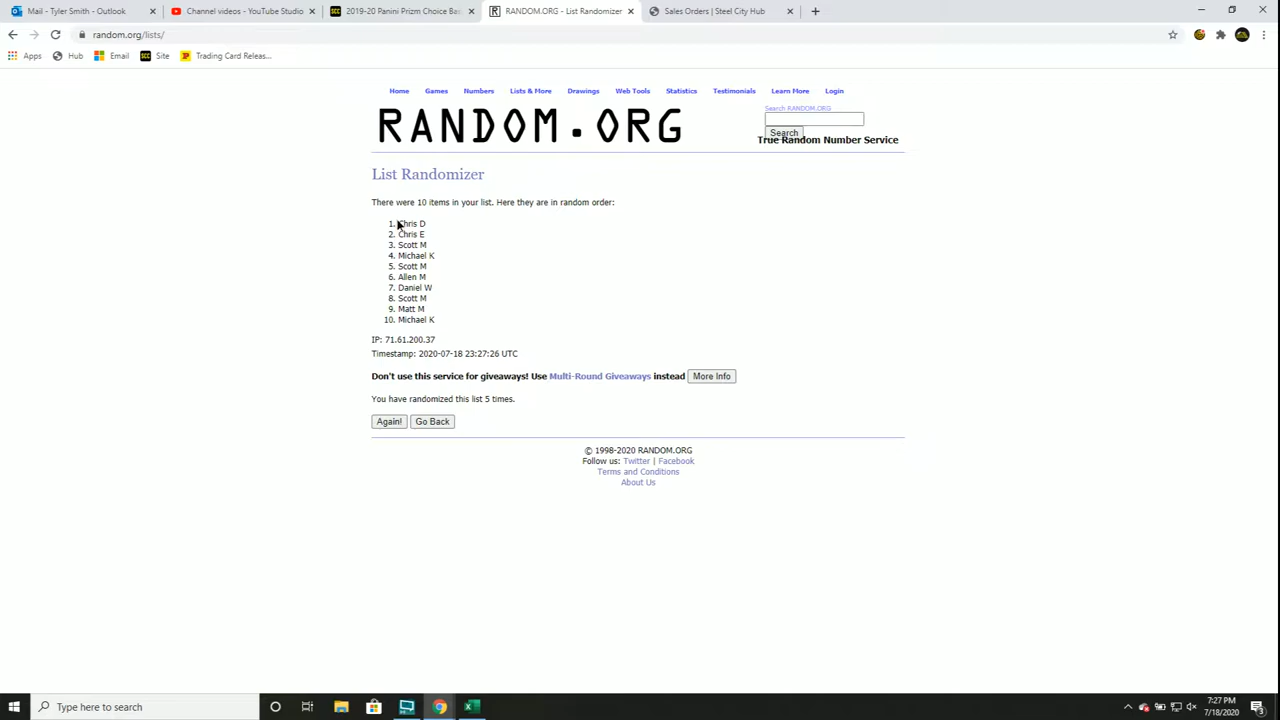 Mail - Tyler Smith - Outlook
Channel videos - YouTube Studio
2019-20 Panini Prizm Choice Bas
RANDOM.ORG - List Randomizer
Sales Orders | Steel City Hub
random.org/lists/
Apps Hub Email Site Trading Card Releas...
Home Games Numbers Lists & More Drawings Web Tools Statistics Testimonials Learn More Login
Search RANDOM.ORG
RANDOM.ORG
Search
True Random Number Service
List Randomizer
There were 10 items in your list. Here they are in random order:
1. Chris D
2. Chris E
3. Scott M
4. Michael K
5. Scott M
6. Allen M
7. Daniel W
8. Scott M
9. Matt M
10. Michael K
IP: 71.61.200.37
Timestamp: 2020-07-18 23:27:26 UTC
Don't use this service for giveaways! Use Multi-Round Giveaways instead More Info
You have randomized this list 5 times.
Again! Go Back
© 1998-2020 RANDOM.ORG
Follow us: Twitter | Facebook
Terms and Conditions
About Us
Type here to search
7:27 PM
7/18/2020